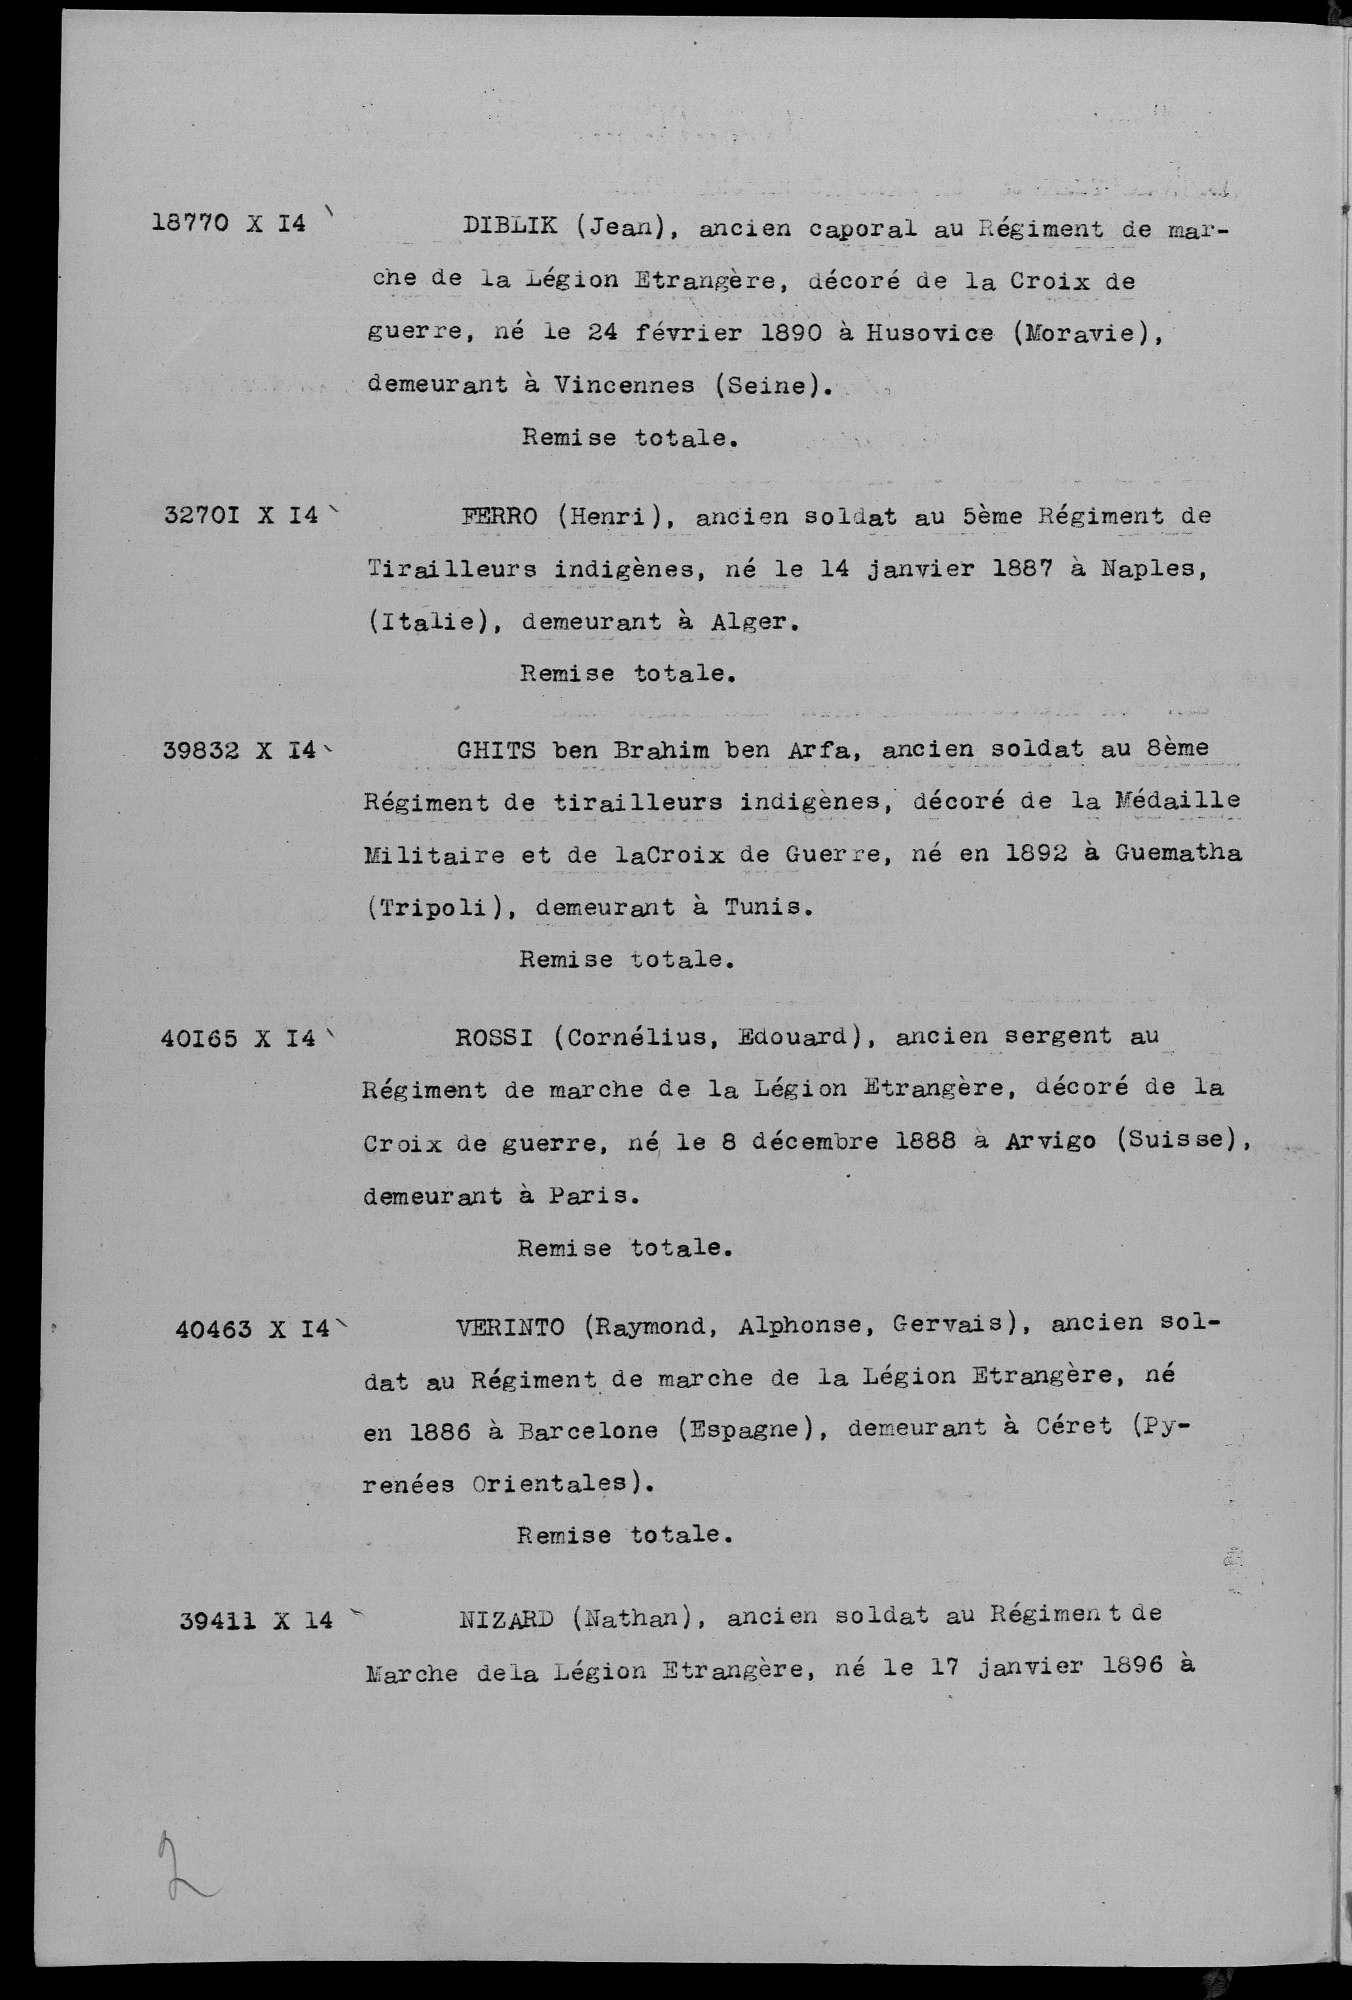 18770 X I4 DIBLIK (Jean), ancien caporal au Régiment de mar-
che de la Légion Etrangère, décoré de la Croix de
guerre, né le 24 février 1890 à Husovice (Moravie),
demeurant à Vincennes (Seine).
Remise totale.
3270I X I4 FERRO (Henri), ancien soldat au 5ème Régiment de
Tirailleurs indigènes, né le 14 janvier 1887 à Naples,
(Italie), demeurant à Alger.
Remise totale.
39832 X I4 GHITS ben Brahim ben Arfa, ancien soldat au 8ème
Régiment de tirailleurs indigènes, décoré de la Médaille
Militaire et de laCroix de Guerre, né en 1892 à Guematha
(Tripoli), demeurant à Tunis.
Remise totale.
40I65 X I4 ROSSI (Cornélius, Edouard), ancien sergent au
Régiment de marche de la Légion Etrangère, décoré de la
Croix de guerre, né le 8 décembre 1888 à Arvigo (Suisse),
demeurant à Paris.
Remise totale.
40463 X I4 VERINTO (Raymond, Alphonse, Gervais), ancien sol-
dat au Régiment de marche de la Légion Etrangère, né
en 1886 à Barcelone (Espagne), demeurant à Céret (Py-
renées Orientales).
Remise totale.
39411 X 14 NIZARD (Nathan), ancien soldat au Régiment de
Marche dela Légion Etrangère, né le 17 janvier 1896 à
2